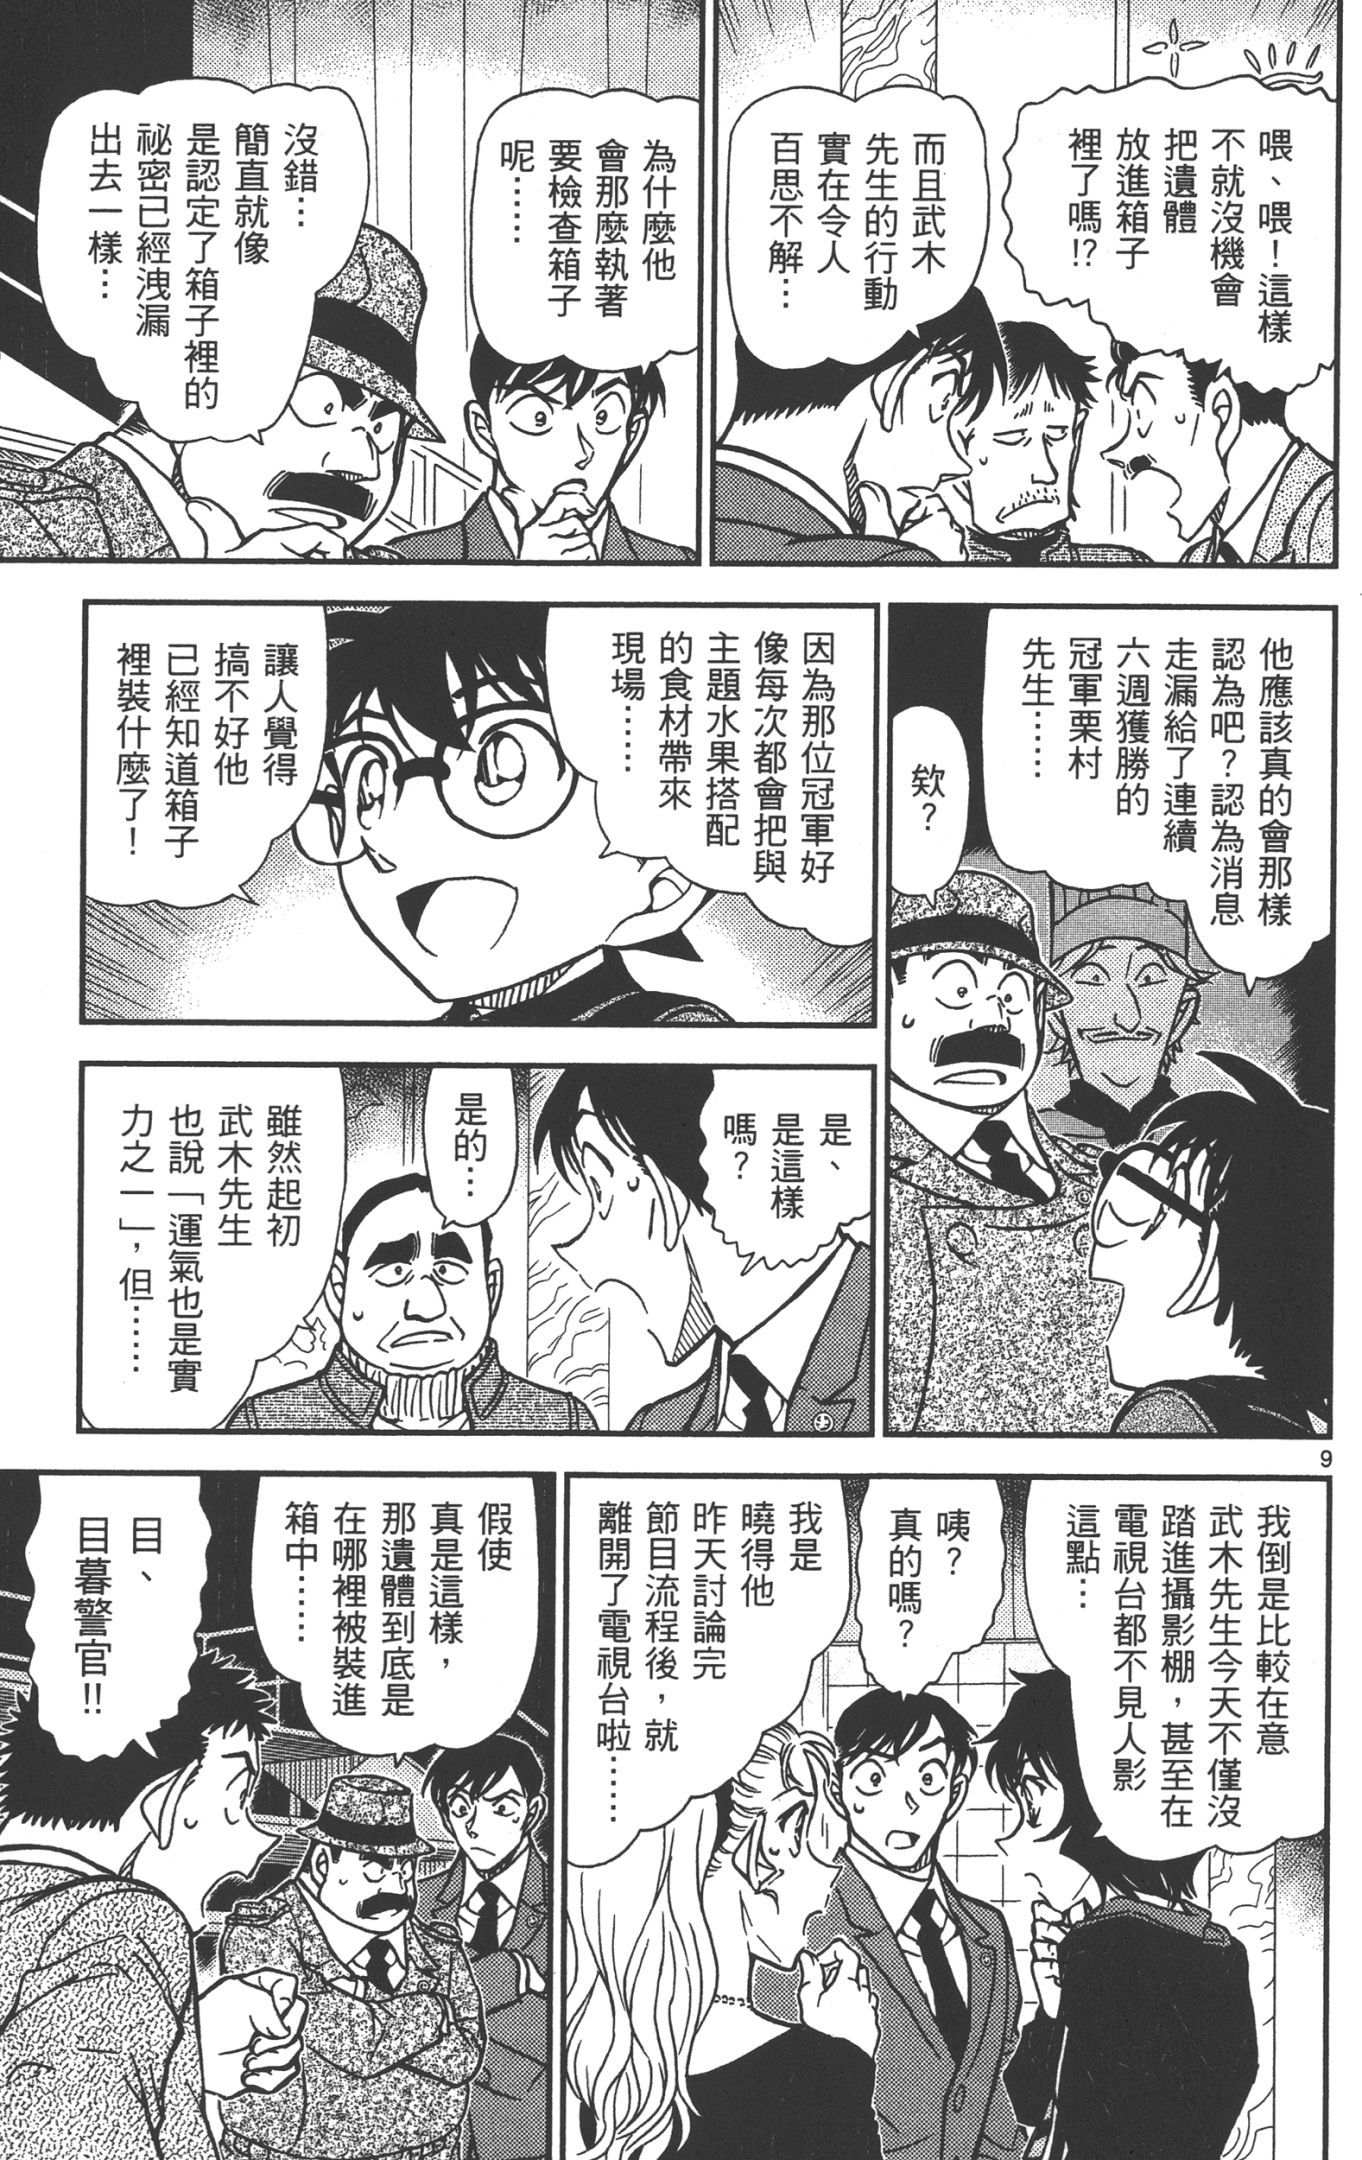 喂、喂！這樣
不就沒機會
把遺體
放進箱子
裡了嗎!?
而且武木
先生的行動
實在令人
百思不解…
為什麼他
會那麼執著
要檢查箱子
呢……
沒錯…
簡直就像
是認定了箱子裡的
祕密已經洩漏
出去一樣…
他應該真的會那樣
認為吧？認為消息
走漏給了連續
六週獲勝的
冠軍栗村
先生……
欸？
因為那位冠軍好
像每次都會把與
主題水果搭配
的食材帶來
現場……
讓人覺得
搞不好他
已經知道箱子
裡裝什麼了！
是、
是這樣
嗎？
是的…
雖然起初
武木先生
也說「運氣也是實
力之一」，但……
9
我倒是比較在意
武木先生今天不僅沒
踏進攝影棚，甚至在
電視台都不見人影
這點…
咦？
真的嗎？
我是
曉得他
昨天討論完
節目流程後，就
離開了電視台啦……
假使
真是這樣，
那遺體到底是
在哪裡被裝進
箱中……
目、
目暮警官!!